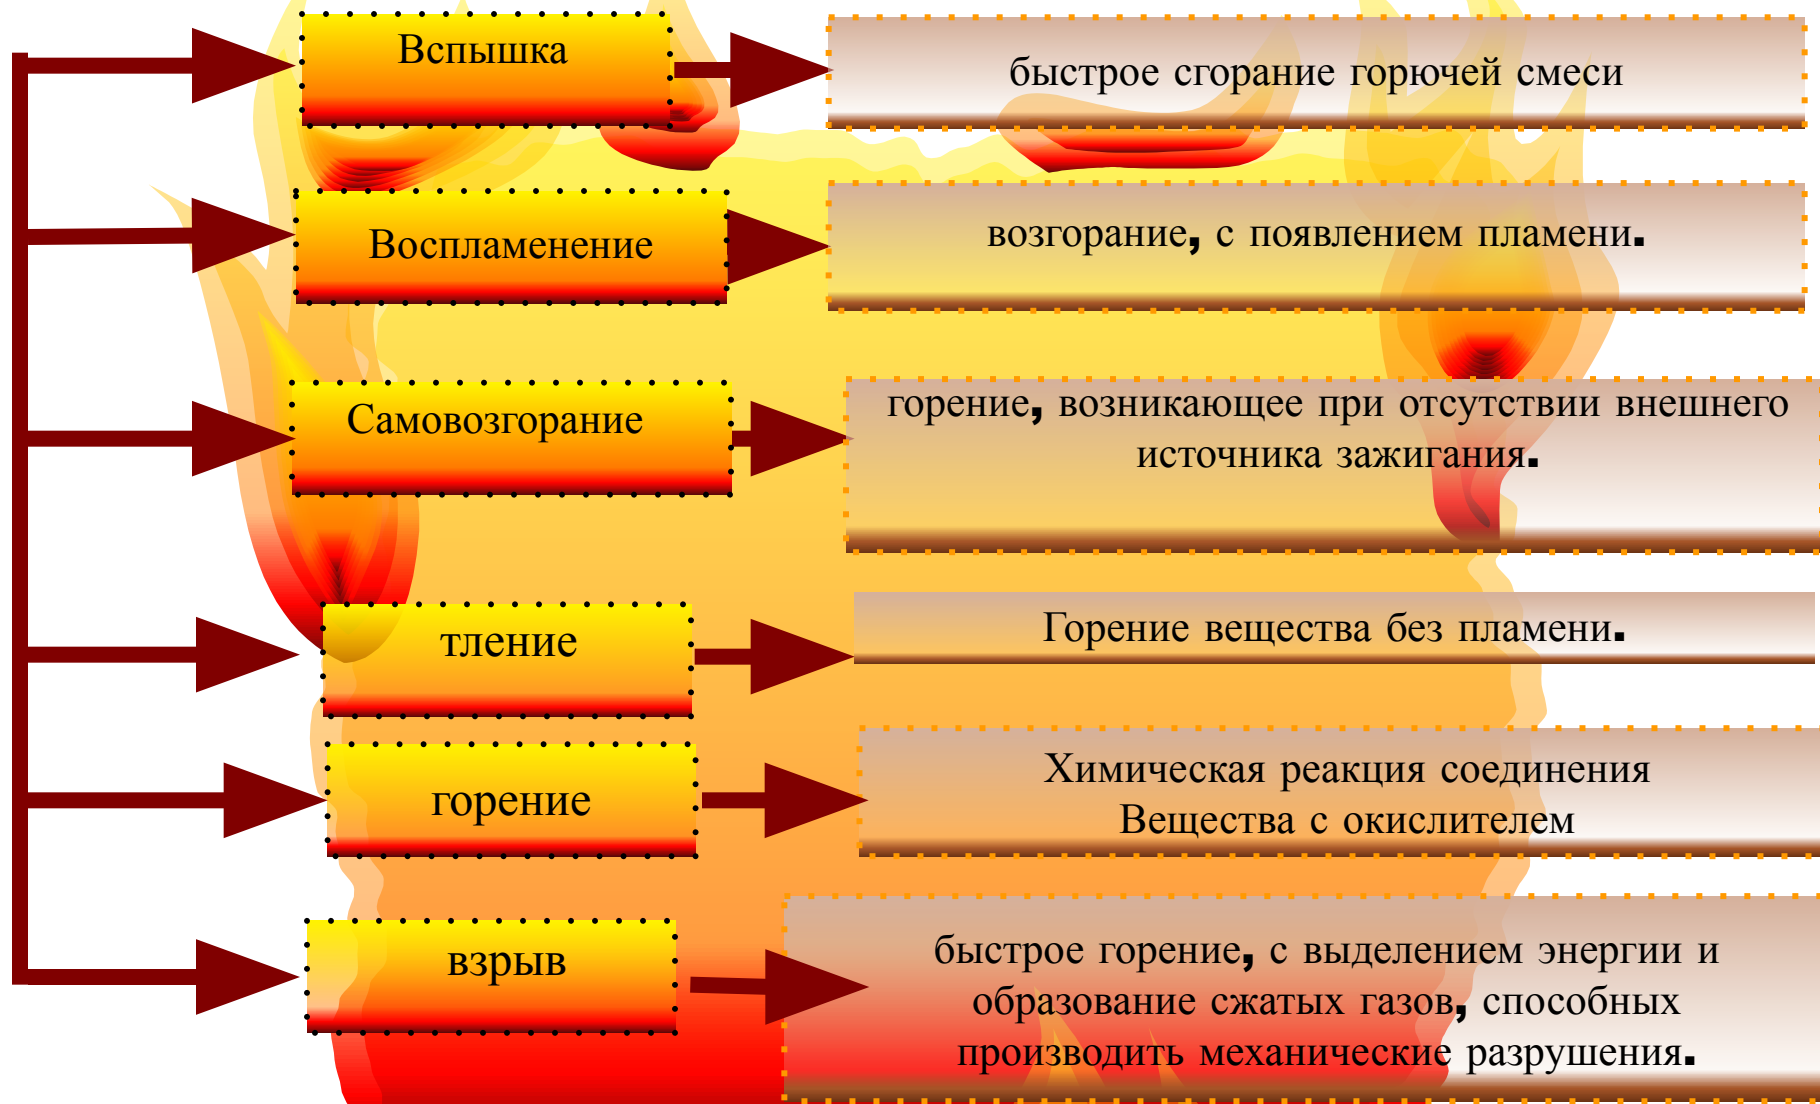 Вспышка
быстрое сгорание горючей смеси
Воспламенение
возгорание, с появлением пламени.
Самовозгорание
горение, возникающее при отсутствии внешнего
источника зажигания.
тление
Горение вещества без пламени.
горение
Химическая реакция соединения
Вещества с окислителем
взрыв
быстрое горение, с выделением энергии и
образование сжатых газов, способных
производить механические разрушения.